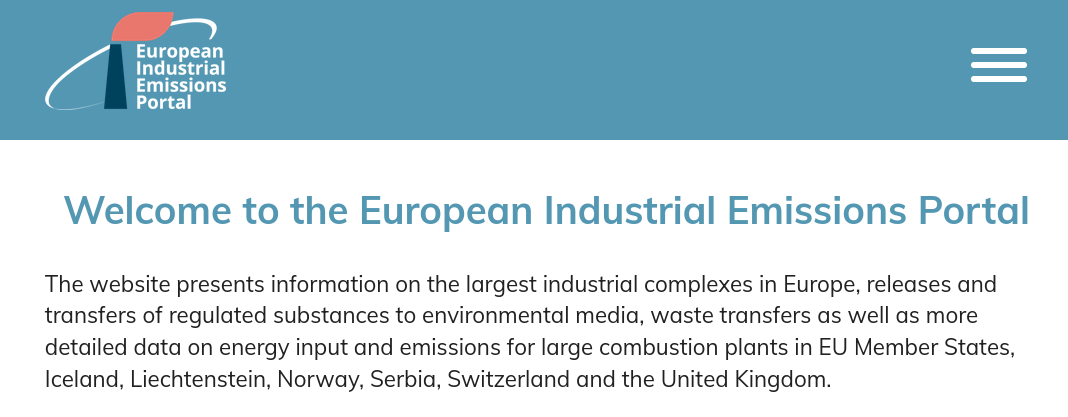 European
Industrial
Emissions
Portal
Welcome to the European Industrial Emissions Portal
The website presents information on the largest industrial complexes in Europe, releases and
transfers of regulated substances to environmental media, waste transfers as well as more
detailed data on energy input and emissions for large combustion plants in EU Member States,
Iceland, Liechtenstein, Norway, Serbia, Switzerland and the United Kingdom.